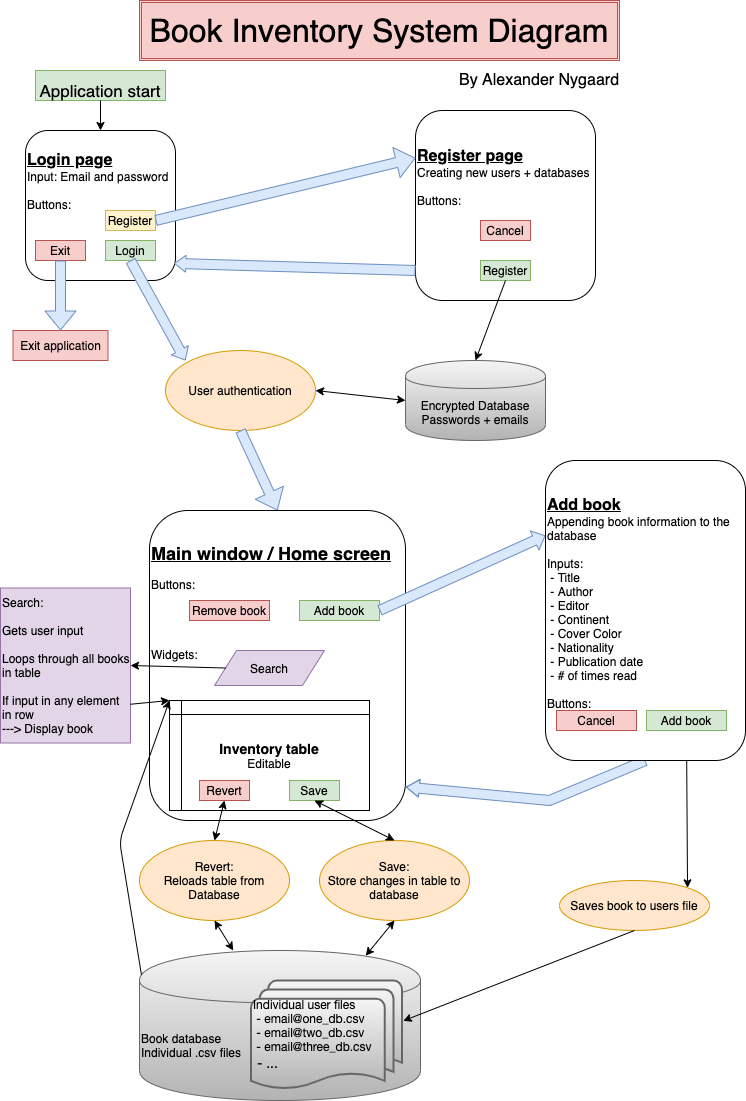 Book Inventory System Diagram
By Alexander Nygaard
Application start
Login page
Input: Email and password
Buttons:
Register
Exit
Login
Exit application
Register page
Creating new users + databases
Buttons:
Cancel
Register
User authentication
Encrypted Database
Passwords + emails
Main window / Home screen
Buttons:
Remove book
Add book
Widgets:
Search
Search:
Gets user input
Loops through all books
in table
If input in any element
in row
---> Display book
Inventory table
Editable
Revert
Save
Add book
Appending book information to the
database
Inputs:
- Title
- Author
- Editor
- Continent
- Cover Color
- Nationality
- Publication date
- # of times read
Buttons:
Cancel
Add book
Revert:
Reloads table from
Database
Save:
Store changes in table to
database
Saves book to users file
Book database
Individual .csv files
Individual user files
- email@one_db.csv
- email@two_db.csv
- email@three_db.csv
- ...